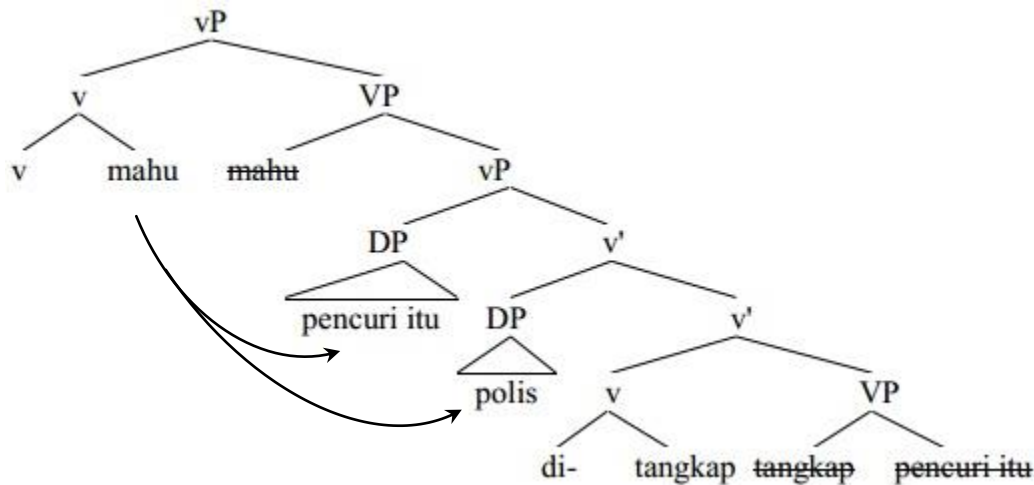 vP
v VP
v mahu ~~mahu~~ vP
DP v'
pencuri itu DP v'
polis v VP
di- tangkap ~~tangkap~~ ~~pencuri itu~~